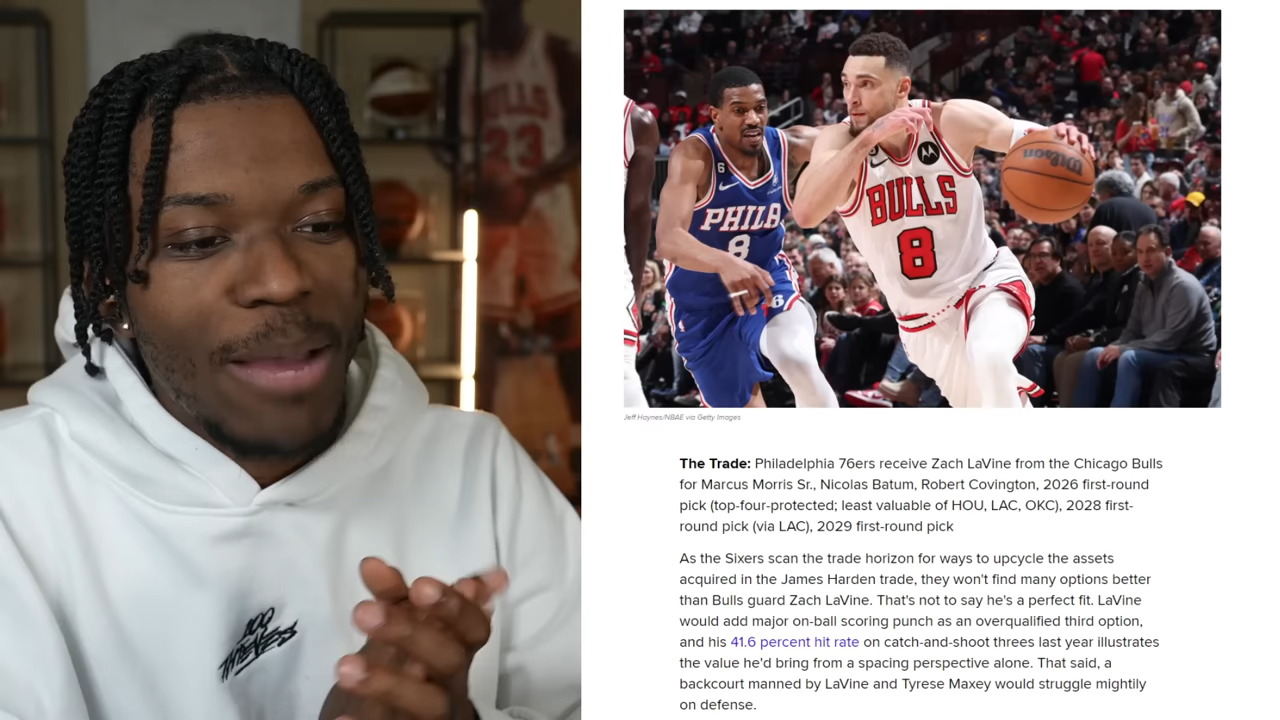 BULLS
23
100
THIEVES
6
PHILA
8
BULLS
8
Wilson
6
Jeff Haynes/NBAE via Getty Images
The Trade: Philadelphia 76ers receive Zach LaVine from the Chicago Bulls
for Marcus Morris Sr., Nicolas Batum, Robert Covington, 2026 first-round
pick (top-four-protected; least valuable of HOU, LAC, OKC), 2028 first-
round pick (via LAC), 2029 first-round pick
As the Sixers scan the trade horizon for ways to upcycle the assets
acquired in the James Harden trade, they won't find many options better
than Bulls guard Zach LaVine. That's not to say he's a perfect fit. LaVine
would add major on-ball scoring punch as an overqualified third option,
and his 41.6 percent hit rate on catch-and-shoot threes last year illustrates
the value he'd bring from a spacing perspective alone. That said, a
backcourt manned by LaVine and Tyrese Maxey would struggle mightily
on defense.